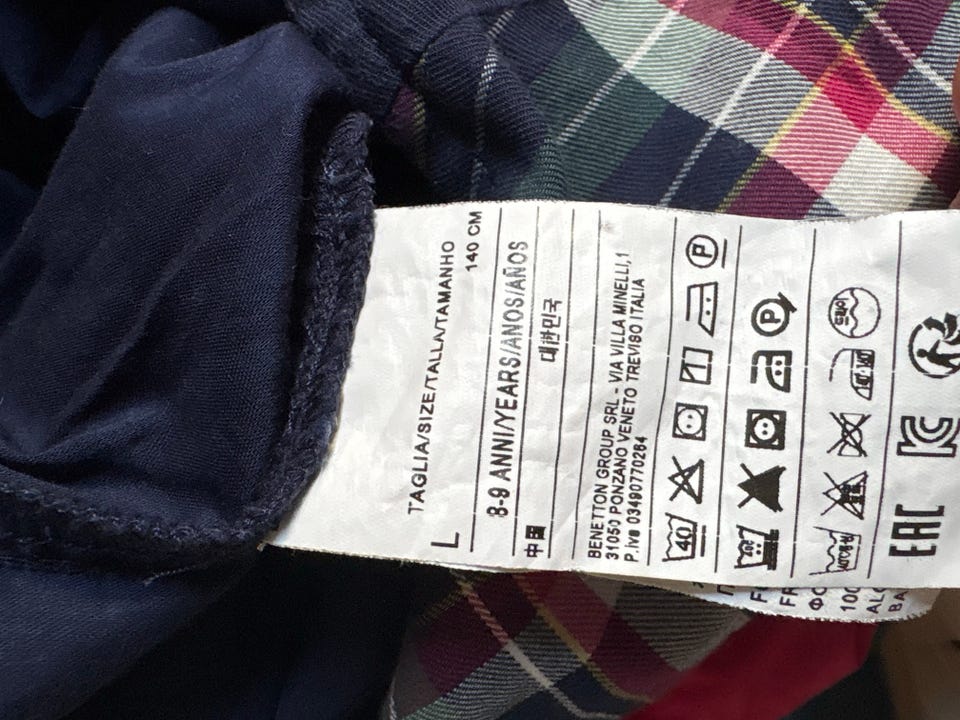 TAGLIA/SIZE/TALLA/TAMANHO
L 140 CM
8-9 ANNI/YEARS/ANOS/AÑOS
中国 대한민국
BENETTON GROUP SRL - VIA VILLA MINELLI,1
31050 PONZANO VENETO TREVISO ITALIA
P.iva 03490770264
40 P
P
EAC
100